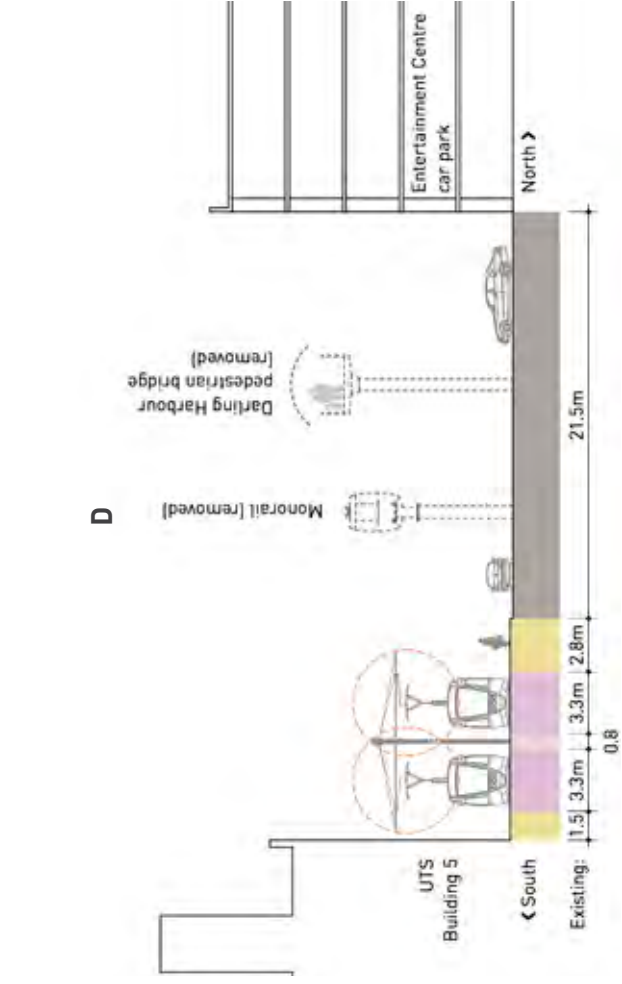 D
Monorail (removed)
Darling Harbour
pedestrian bridge
(removed)
UTS
Building 5
Entertainment Centre
car park
< South
North >
Existing:
1.5
3.3m
0.8
3.3m
2.8m
21.5m